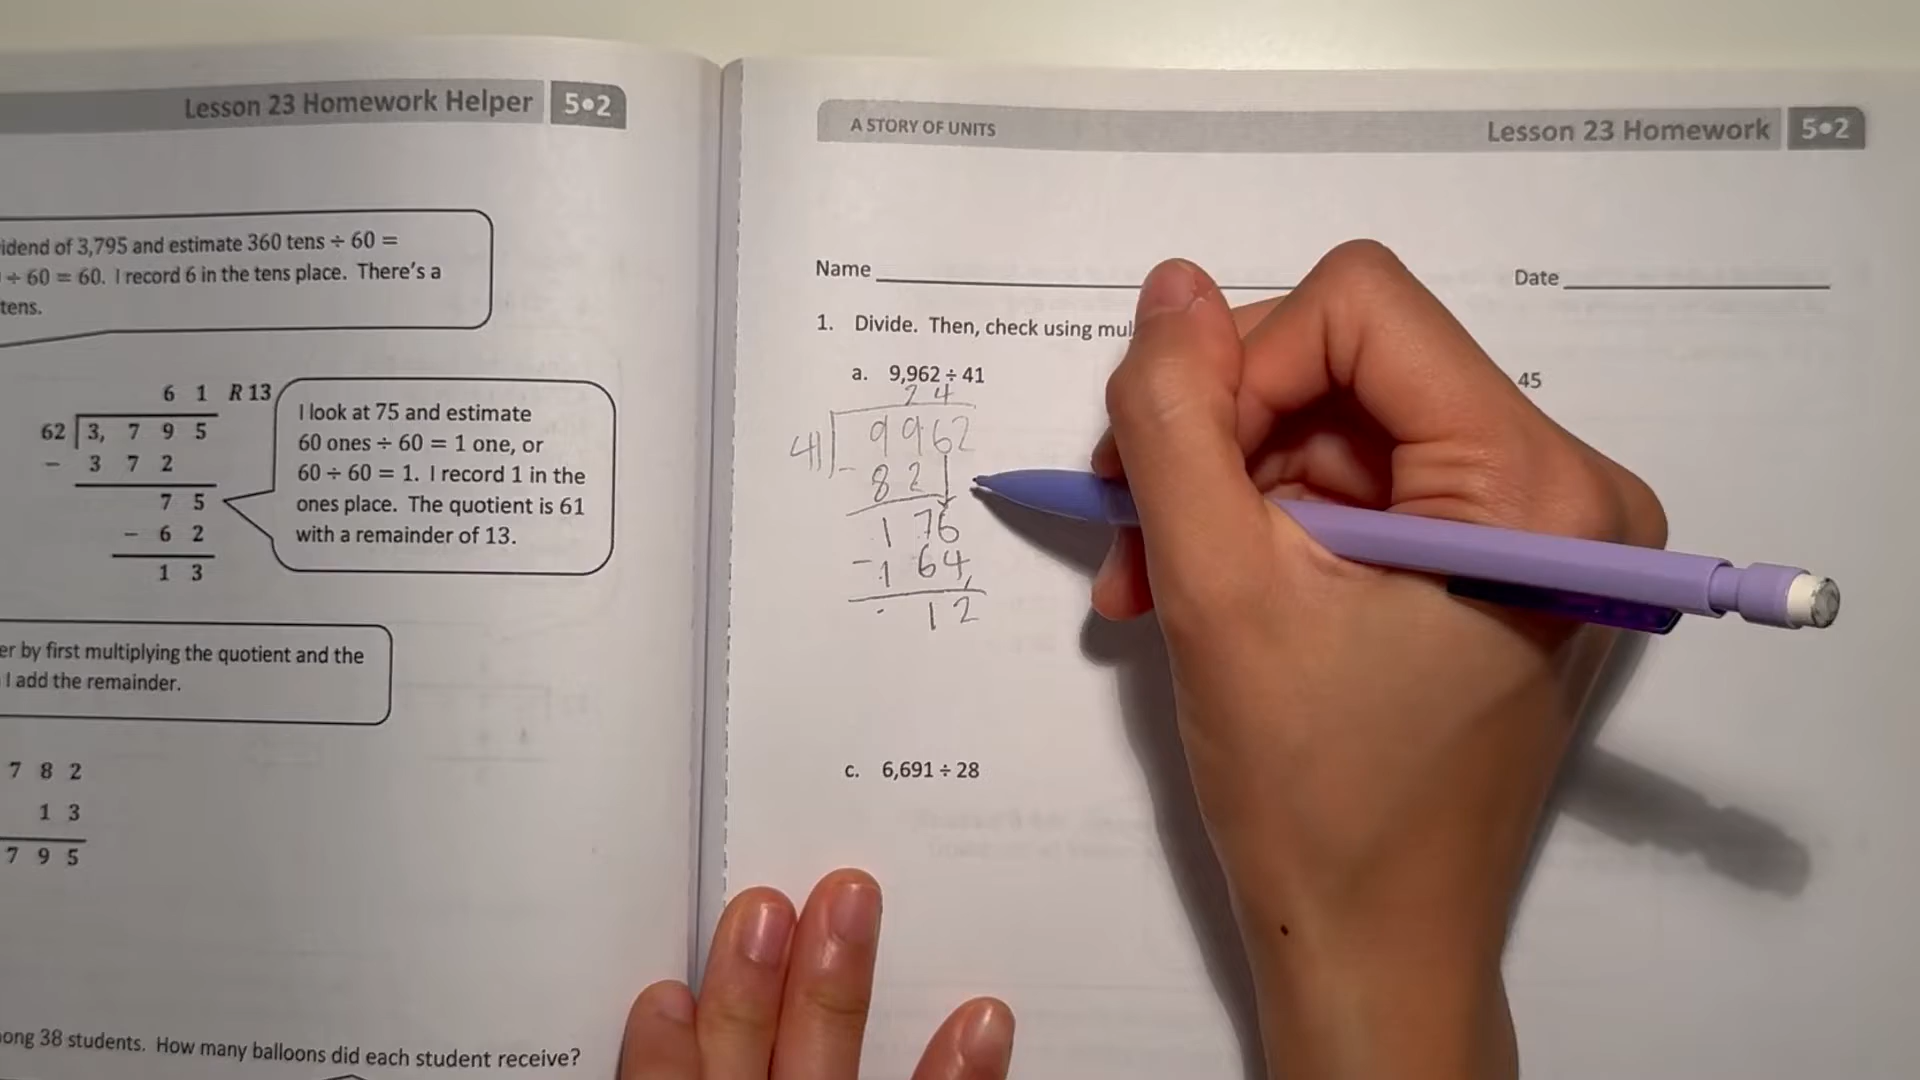 Lesson 23 Homework Helper 5•2
idend of 3,795 and estimate 360 tens ÷ 60 =
÷ 60 = 60. I record 6 in the tens place. There's a
tens.
6 1 R 13
62 3, 7 9 5
− 3 7 2
7 5
− 6 2
1 3
I look at 75 and estimate
60 ones ÷ 60 = 1 one, or
60 ÷ 60 = 1. I record 1 in the
ones place. The quotient is 61
with a remainder of 13.
er by first multiplying the quotient and the
I add the remainder.
7 8 2
1 3
7 9 5
ong 38 students. How many balloons did each student receive?
A STORY OF UNITS
Lesson 23 Homework 5•2
Name
Date
1. Divide. Then, check using mul
a. 9,962 ÷ 41
45
2 4
41 9962
− 82
176
− 164
12
c. 6,691 ÷ 28